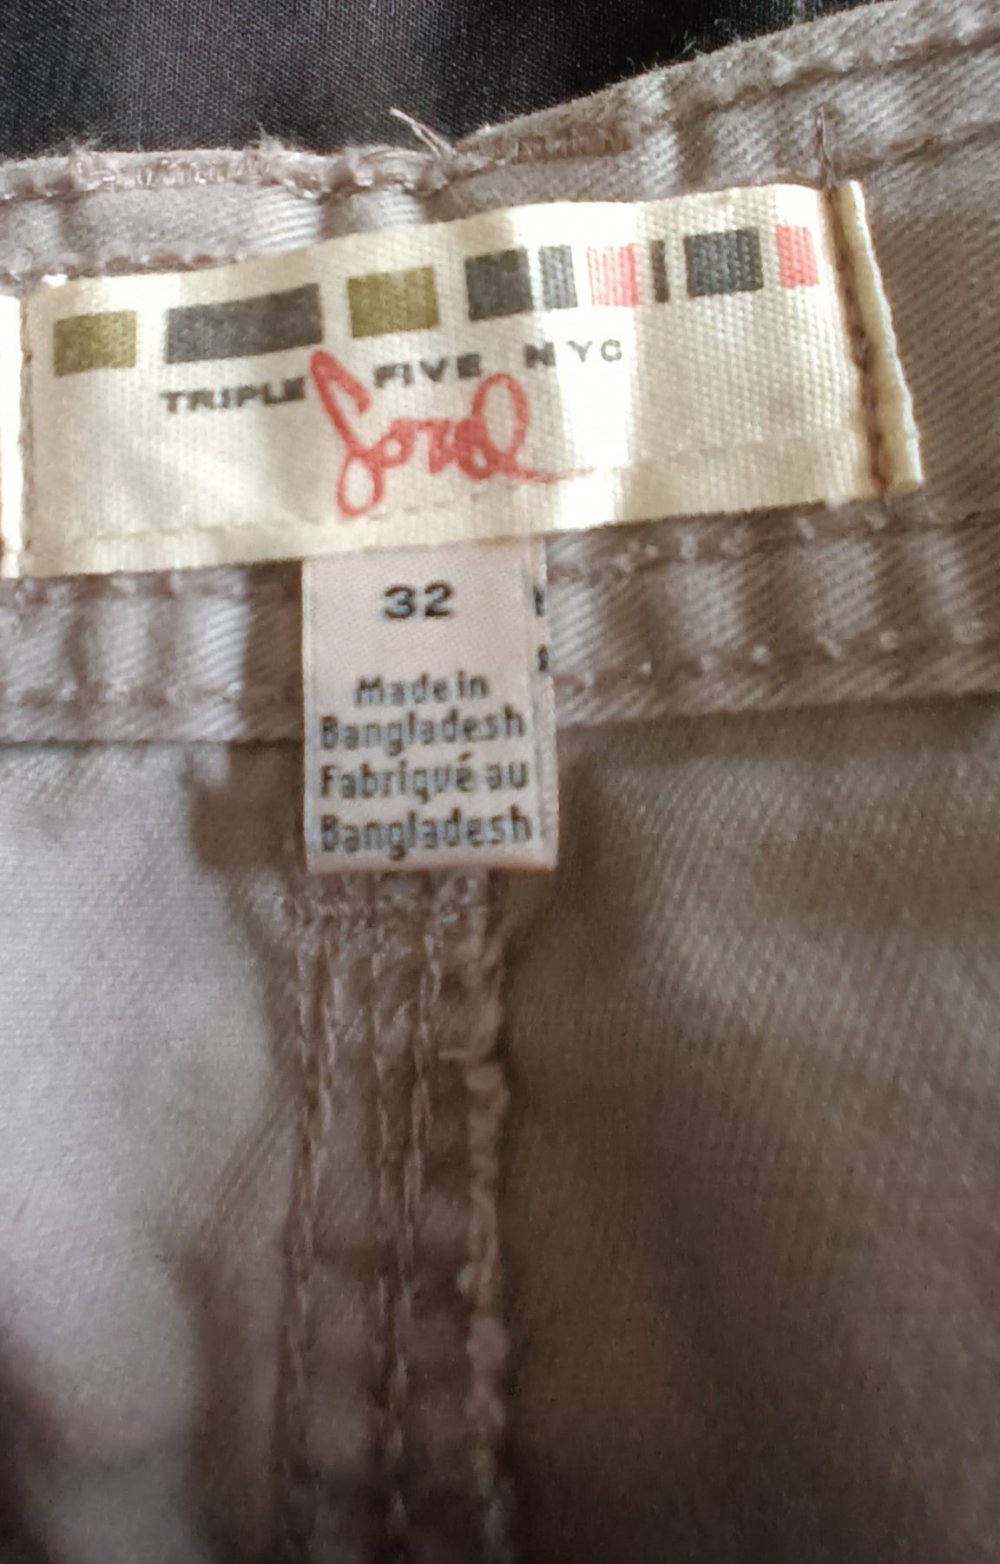 TRIPLE FIVE NYC
Soul
32
Made in
Bangladesh
Fabriqué au
Bangladesh